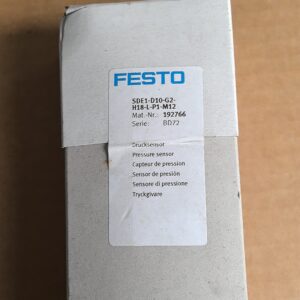 FESTO
SDE1-D10-G2-
H18-L-P1-M12
Mat.-Nr.: 192766
Serie: BD72
Drucksensor
Pressure sensor
Capteur de pression
Sensor de presión
Sensore di pressione
Tryckgivare